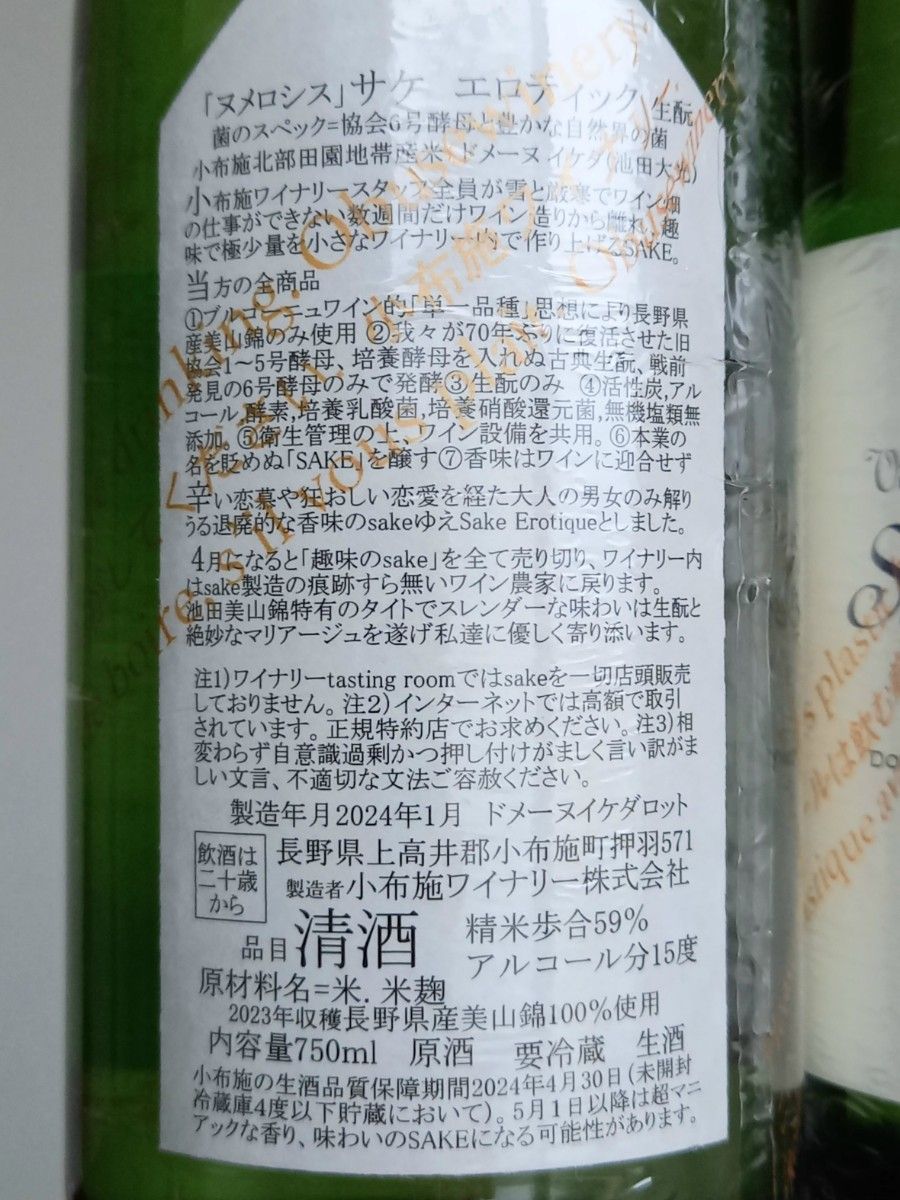 「ヌメロシス」サケ エロティック 生酛
菌のスペック=協会6号酵母と豊かな自然界の菌
小布施北部田園地帯産米 ドメーヌ イケダ(池田大光)
小布施ワイナリースタッフ全員が雪と厳寒でワイン畑
の仕事ができない数週間だけワイン造りから離れ、趣
味で極少量を小さなワイナリー内で作り上げるSAKE。
当方の全商品
①ブルゴーニュワイン的「単一品種」思想により長野県
産美山錦のみ使用 ②我々が70年ぶりに復活させた旧
協会1～5号酵母、培養酵母を入れぬ古典生酛、戦前
発見の6号酵母のみで発酵③生酛のみ ④活性炭,アル
コール,酵素,培養乳酸菌,培養硝酸還元菌,無機塩類無
添加。⑤衛生管理の上、ワイン設備を共用。⑥本業の
名を貶めぬ「SAKE」を醸す⑦香味はワインに迎合せず
辛い恋慕や狂おしい恋愛を経た大人の男女のみ解り
うる退廃的な香味のsakeゆえSake Erotiqueとしました。
4月になると「趣味のsake」を全て売り切り、ワイナリー内
はsake製造の痕跡すら無いワイン農家に戻ります。
池田美山錦特有のタイトでスレンダーな味わいは生酛と
絶妙なマリアージュを遂げ私達に優しく寄り添います。
注1)ワイナリーtasting roomではsakeを一切店頭販売
しておりません。注2)インターネットでは高額で取引
されています。正規特約店でお求めください。注3)相
変わらず自意識過剰かつ押し付けがましく言い訳がま
しい文言、不適切な文法ご容赦ください。
製造年月2024年1月 ドメーヌイケダロット
飲酒は
二十歳
から
長野県上高井郡小布施町押羽571
製造者 小布施ワイナリー株式会社
品目 清酒
精米歩合59%
アルコール分15度
原材料名=米. 米麹
2023年収穫長野県産美山錦100%使用
内容量750ml 原酒 要冷蔵 生酒
小布施の生酒品質保障期間2024年4月30日(未開封
冷蔵庫4度以下貯蔵において)。5月1日以降は超マニ
アックな香り、味わいのSAKEになる可能性があります。